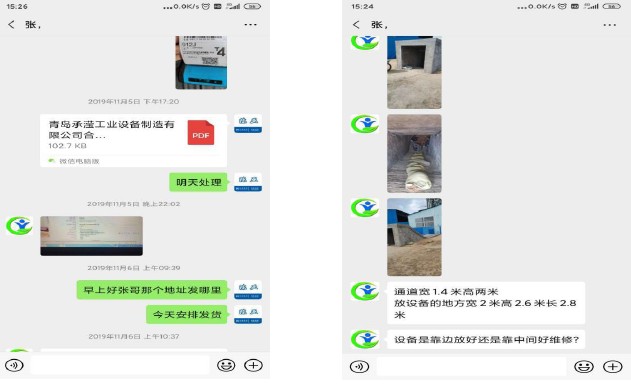 15:26
...0.0K/s
张,
2019年11月5日 下午17:20
青岛承滢工业设备制造有
限公司合...
102.7 KB
PDF
微信电脑版
明天处理
2019年11月5日 晚上22:02
2019年11月6日 上午09:39
早上好张哥那个地址发哪里
今天安排发货
2019年11月6日 上午10:37
15:24
...0.0K/s
张,
通道宽 1.4 米高两米
放设备的地方宽 2 米高 2.6 米长 2.8
米
设备是靠边放好还是靠中间好维修?